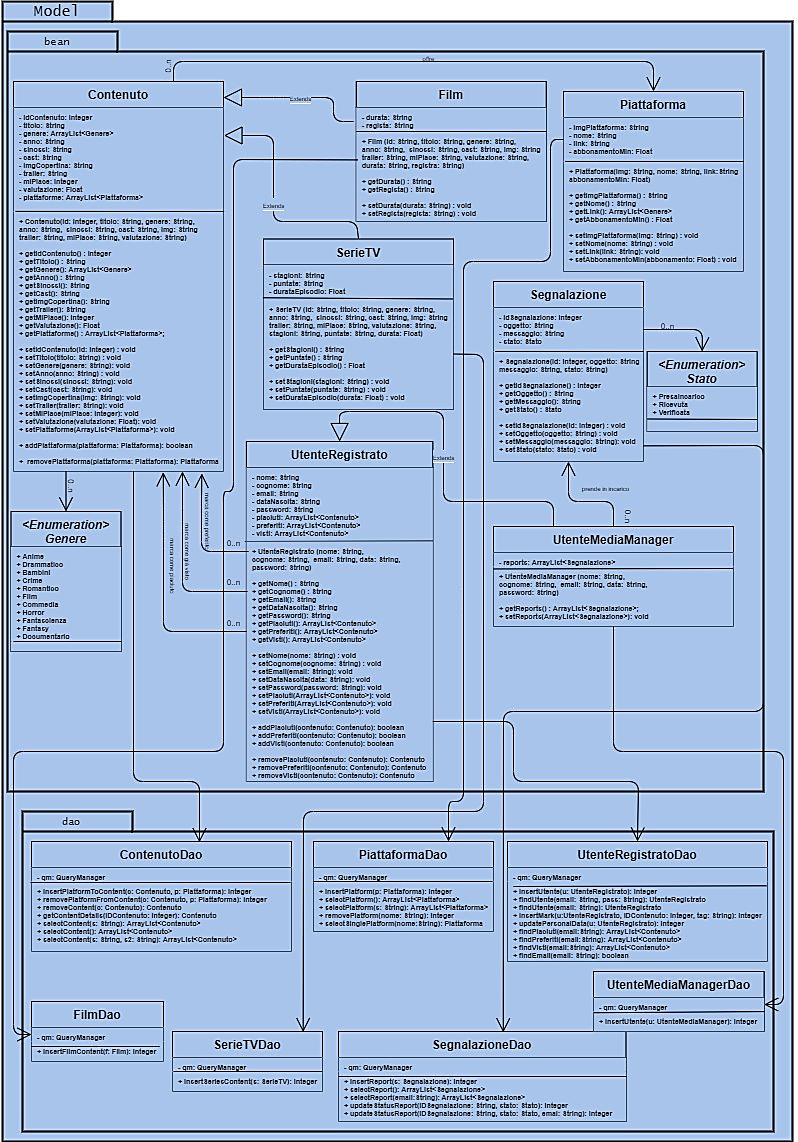 Model
bean
0..n
offre
Contenuto
- idContenuto: Integer
- titolo: String
- genere: ArrayList<Genere>
- anno: String
- sinossi: String
- cast: String
- imgCopertina: String
- trailer: String
- miPiace: Integer
- valutazione: Float
- piattaforme: ArrayList<Piattaforma>
+ Contenuto(id: Integer, titolo: String, genere: String,
anno: String, sinossi: String, cast: String, img: String
trailer: String, miPiace: String, valutazione: String)
+ getIdContenuto() : Integer
+ getTitolo() : String
+ getGenere(): ArrayList<Genere>
+ getAnno() : String
+ getSinossi() : String
+ getCast() : String
+ getImgCopertina() : String
+ getTrailer() : String
+ getMiPiace() : Integer
+ getValutazione(): Float
+ getPiattaforme() : ArrayList<Piattaforma>;
+ setIdContenuto(id: Integer) : void
+ setTitolo(titolo: String) : void
+ setGenere(genere: String) : void
+ setAnno(anno: String) : void
+ setSinossi(sinossi: String) : void
+ setCast(cast: String) : void
+ setImgCopertina(img: String) : void
+ setTrailer(trailer: String) : void
+ setMiPiace(miPiace: Integer): void
+ setValutazione(valutazione: Float): void
+ setPiattaforme(ArrayList<Piattaforma>): void
+ addPiattaforma(piattaforma: Piattaforma): boolean
+ removePiattaforma(piattaforma: Piattaforma): Piattaforma
Extends
Film
- durata: String
- regista: String
+ Film (id: String, titolo: String, genere: String,
anno: String, sinossi: String, cast: String, img: String
trailer: String, miPiace: String, valutazione: String,
durata: String, registra: String)
+ getDurata() : String
+ getRegista() : String
+ setDurata(durata: String) : void
+ setRegista(regista: String) : void
Piattaforma
- imgPiattaforma: String
- nome: String
- link: String
- abbonamentoMin: Float
+ Piattaforma(img: String, nome: String, link:String
abbonamentoMin: Float)
+ getImgPiattaforma() : String
+ getNome() : String
+ getLink(): ArrayList<Genere>
+ getAbbonamentoMin() : Float
+ setImgPiattaforma(img: String) : void
+ setNome(nome: String) : void
+ setLink(link: String): void
+ setAbbonamentoMin(abbonamento: Float) : void
Extends
SerieTV
- stagioni: String
- puntate: String
- durataEpisodio: Float
+ SerieTV (id: String, titolo: String, genere: String,
anno: String, sinossi: String, cast: String, img: String
trailer: String, miPiace: String, valutazione: String,
stagioni: String, puntate: String, durata: Float)
+ getStagioni() : String
+ getPuntate() : String
+ getDurataEpisodio() : Float
+ setStagioni(stagioni: String) : void
+ setPuntate(puntate: String) : void
+ setDurataEpisodio(durata: Float) : void
Segnalazione
- idSegnalazione: Integer
- oggetto: String
- messaggio: String
- stato: Stato
+ Segnalazione(id: Integer, oggetto: String
messaggio: String, stato: String)
+ getIdSegnalazione() : Integer
+ getOggetto() : String
+ getMessaggio(): String
+ getStato() : Stato
+ setIdSegnalazione(id: Integer) : void
+ setOggetto(oggetto: String) : void
+ setMessaggio(messaggio: String): void
+ setStato(stato: Stato) : void
0..n
<Enumeration>
Stato
+ Presaincarico
+ Ricevuta
+ Verificata
0..n
<Enumeration>
Genere
+ Anime
+ Drammatico
+ Bambini
+ Crime
+ Romantico
+ Film
+ Commedia
+ Horror
+ Fantascienza
+ Fantasy
+ Documentario
marca come piaciuto
marca come già visto
marca come preferito
0..n
0..n
0..n
UtenteRegistrato
- nome: String
- cognome: String
- email: String
- dataNascita: String
- password: String
- piaciuti: ArrayList<Contenuto>
- preferiti: ArrayList<Contenuto>
- visti: ArrayList<Contenuto>
+ UtenteRegistrato (nome: String,
cognome: String, email: String, data: String,
password: String)
+ getNome() : String
+ getCognome() : String
+ getEmail(): String
+ getDataNascita(): String
+ getPassword(): String
+ getPiaciuti(): ArrayList<Contenuto>
+ getPreferiti(): ArrayList<Contenuto>
+ getVisti(): ArrayList<Contenuto>
+ setNome(nome: String) : void
+ setCognome(cognome: String) : void
+ setEmail(email: String): void
+ setDataNascita(data: String): void
+ setPassword(password: String): void
+ setPiaciuti(ArrayList<Contenuto>): void
+ setPreferiti(ArrayList<Contenuto>): void
+ setVisti(ArrayList<Contenuto>): void
+ addPiaciuti(contenuto: Contenuto): boolean
+ addPreferiti(contenuto: Contenuto): boolean
+ addVisti(contenuto: Contenuto): boolean
+ removePiaciuti(contenuto: Contenuto): Contenuto
+ removePreferiti(contenuto: Contenuto): Contenuto
+ removeVisti(contenuto: Contenuto): Contenuto
Extends
prende in incarico
0..n
UtenteMediaManager
- reports: ArrayList<Segnalazione>
+ UtenteMediaManager (nome: String,
cognome: String, email: String, data: String,
password: String)
+ getReports() : ArrayList<Segnalazione>;
+ setReports(ArrayList<Segnalazione>): void
dao
ContenutoDao
- qm: QueryManager
+ insertPlatformToContent(c: Contenuto, p: Piattaforma): Integer
+ removePlatformFromContent(c: Contenuto, p: Piattaforma): Integer
+ removeContent(c: Contenuto): Integer
+ getContentDetails(IDContenuto: Integer): Contenuto
+ selectContent(s: String): ArrayList<Contenuto>
+ selectContent(): ArrayList<Contenuto>
+ selectContent(s: String, s2: String): ArrayList<Contenuto>
PiattaformaDao
- qm: QueryManager
+ insertPlatform(p: Piattaforma): Integer
+ selectPlatform(): ArrayList<Piattaforma>
+ selectPlatform(s: String): ArrayList<Piattaforma>
+ removePlatform(nome: String): Integer
+ selectSinglePlatform(nome:String): Piattaforma
UtenteRegistratoDao
- qm: QueryManager
+ insertUtente(u: UtenteRegistrato): Integer
+ findUtente(email: String, pass: String): UtenteRegistrato
+ findUtente(email: String): UtenteRegistrato
+ insertMark(u:UtenteRegistrato, IDContenuto: Integer, tag: String): Integer
+ updatePersonalData(u: UtenteRegistrato): Integer
+ findPiaciuti(email:String): ArrayList<Contenuto>
+ findPreferiti(email:String): ArrayList<Contenuto>
+ findVisti(email:String): ArrayList<Contenuto>
+ findEmail(email: String): boolean
UtenteMediaManagerDao
- qm: QueryManager
+ insertUtente(u: UtenteMediaManager): Integer
FilmDao
- qm: QueryManager
+ insertFilmContent(f: Film): Integer
SerieTVDao
- qm: QueryManager
+ insertSeriesContent(s: SerieTV): Integer
SegnalazioneDao
- qm: QueryManager
+ insertReport(s: Segnalazione): Integer
+ selectReport(): ArrayList<Segnalazione>
+ selectReport(email:String): ArrayList<Segnalazione>
+ updateStatusReport(IDSegnalazione: String, stato: Stato): Integer
+ updateStatusReport(IDSegnalazione: String, stato: Stato, email: String): Integer